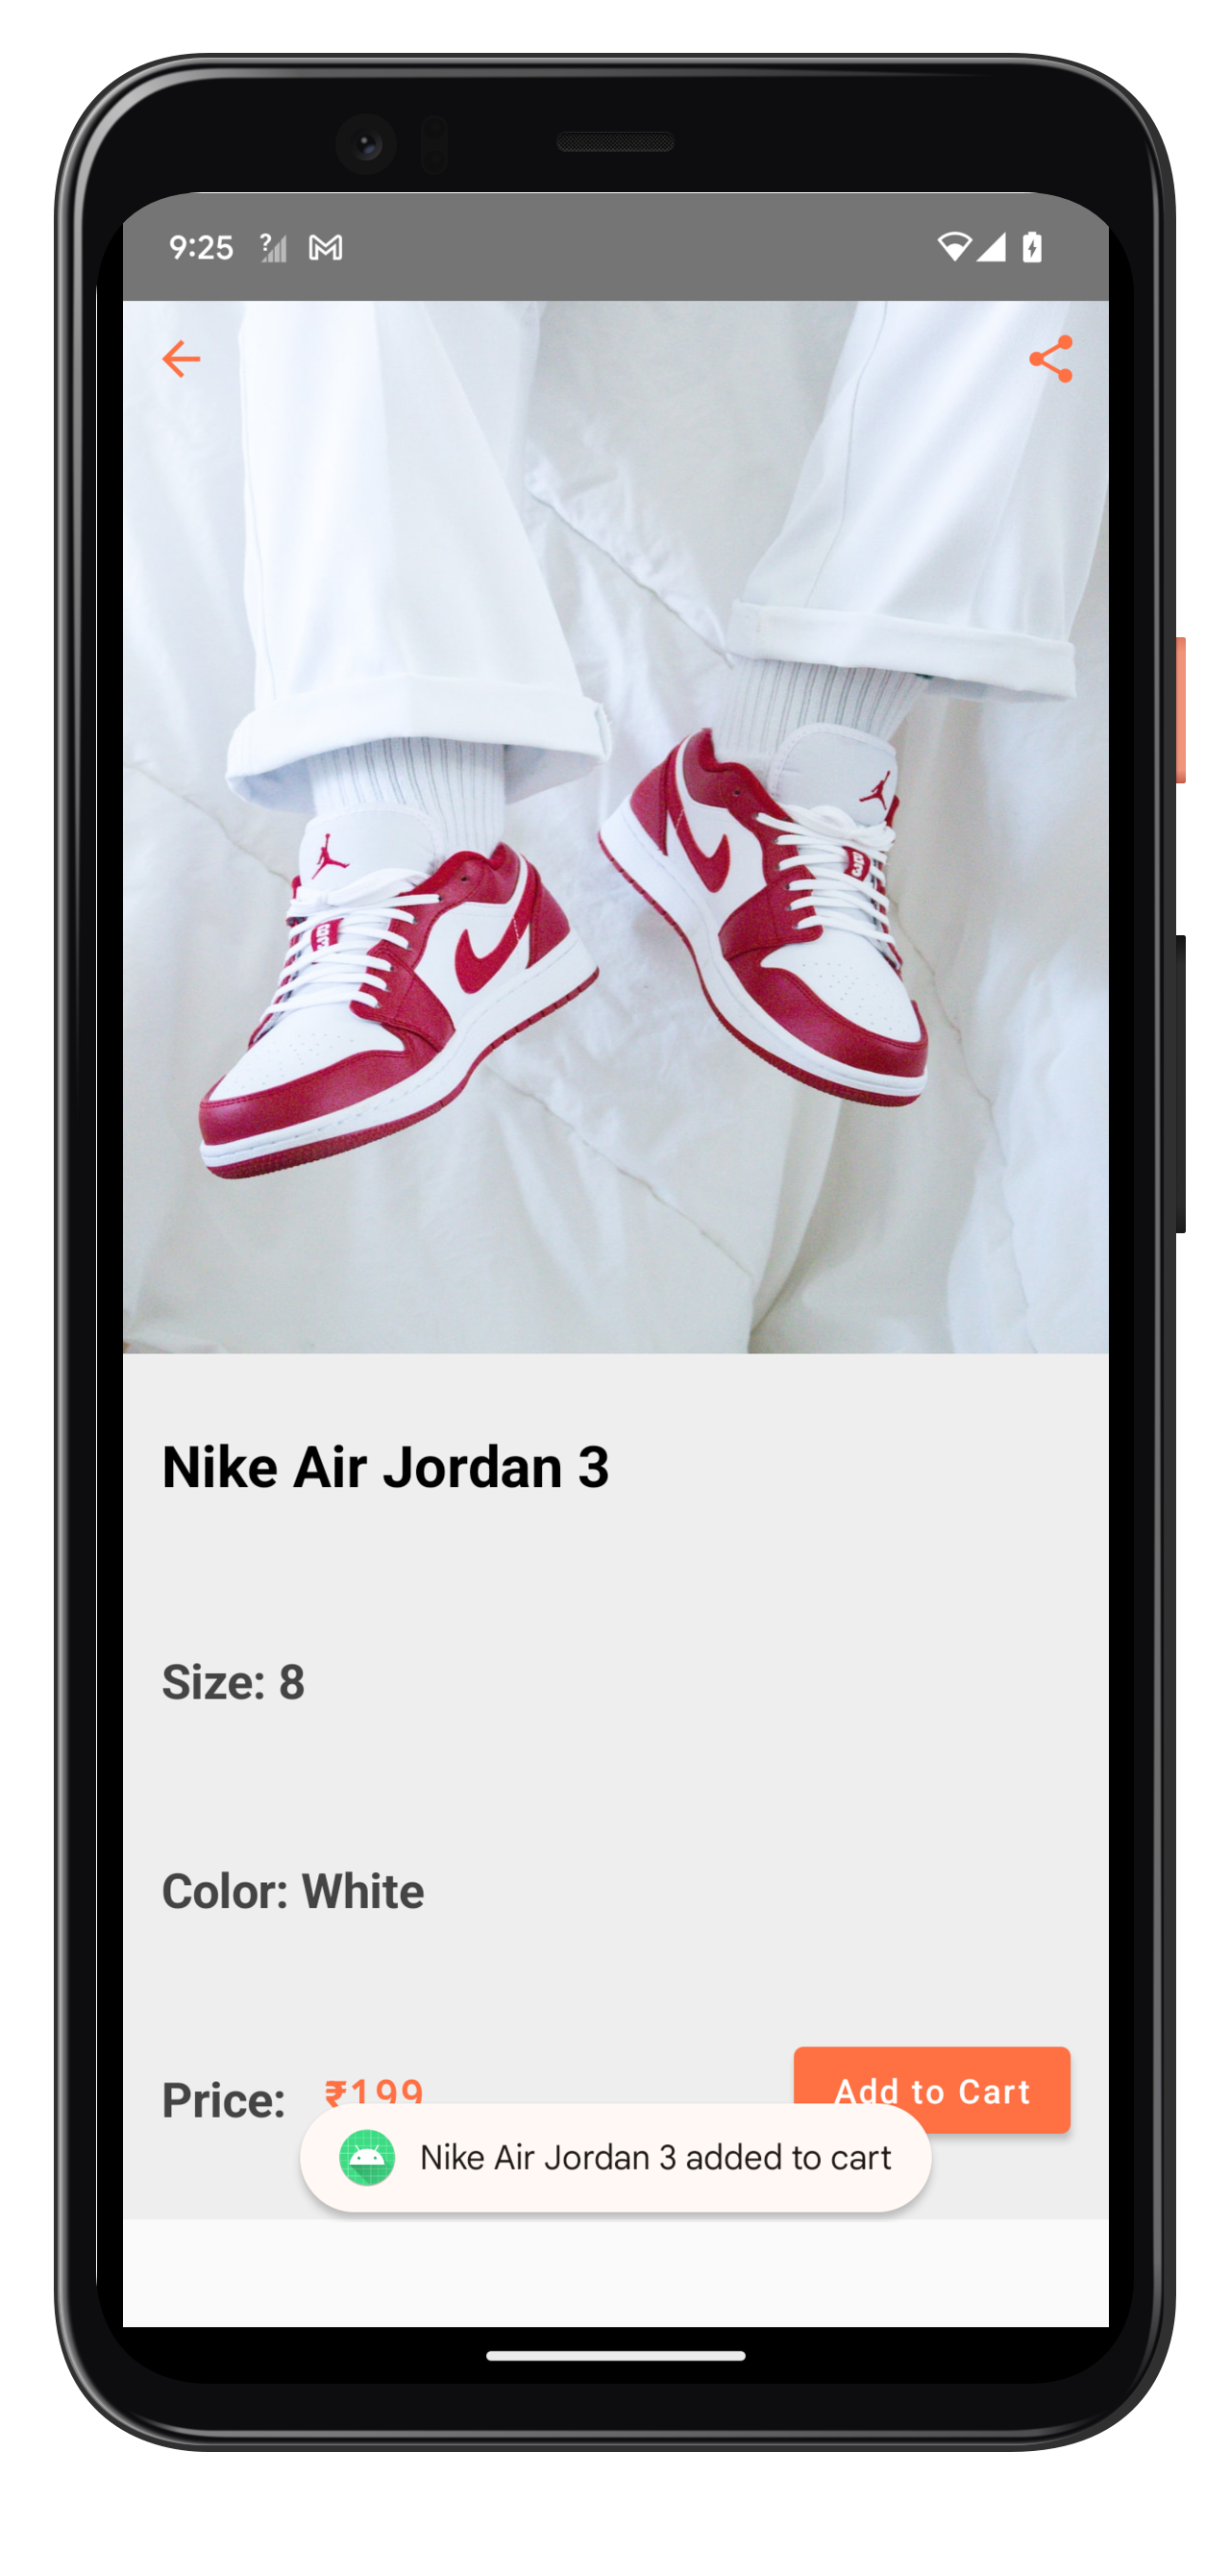 9:25
Nike Air Jordan 3
Size: 8
Color: White
Price: ₹199
Add to Cart
Nike Air Jordan 3 added to cart